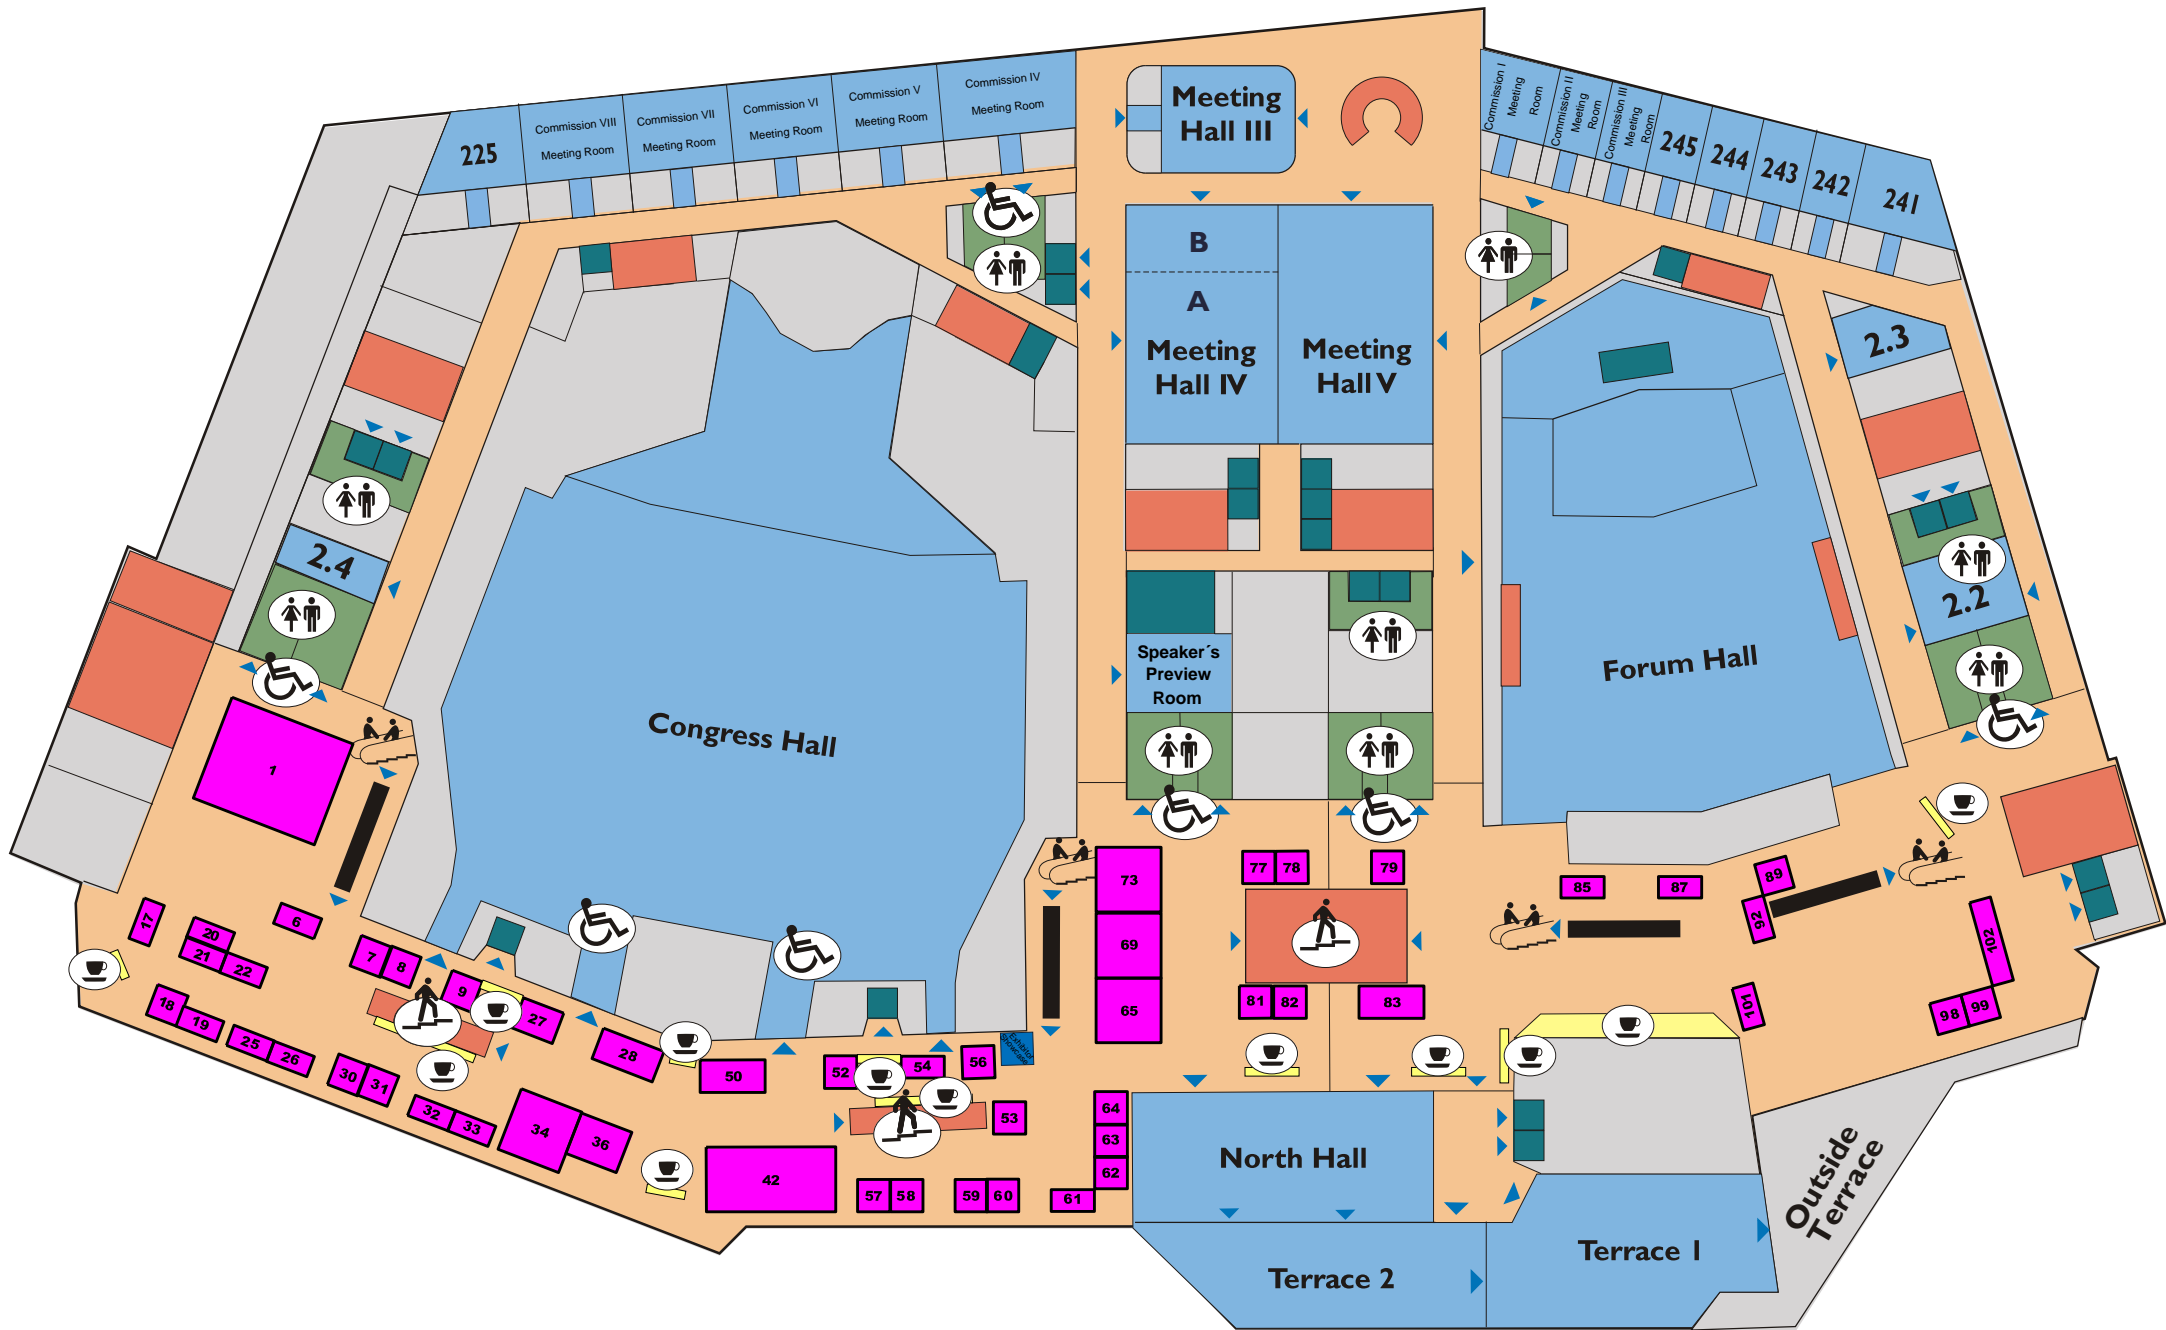 Commission IV
Meeting Room
Commission V
Meeting Room
Commission VI
Meeting Room
Commission VII
Meeting Room
Commission VIII
Meeting Room
225
Meeting
Hall III
Commission I
Meeting
Room
Commission II
Meeting
Room
Commission III
Meeting
Room
245
244
243
242
241
B
A
Meeting
Hall IV
Meeting
Hall V
2.3
2.4
2.2
Speaker´s
Preview
Room
Forum Hall
Congress Hall
1
73
77
78
79
89
85
87
17
6
20
92
102
21
22
7
8
69
9
18
19
27
81
82
83
101
98
99
65
25
26
28
Exhibitor
Showcase
30
31
50
52
54
56
32
33
34
36
53
64
63
62
42
57
58
59
60
61
North Hall
Outside
Terrace
Terrace 1
Terrace 2